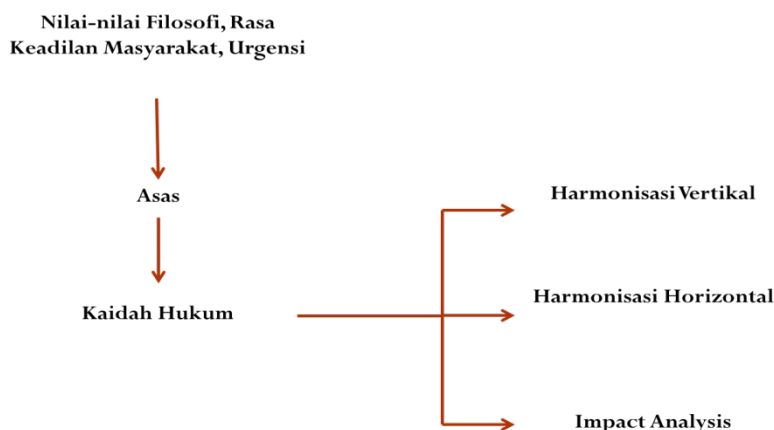 Nilai-nilai Filosofi, Rasa
Keadilan Masyarakat, Urgensi
Asas
Kaidah Hukum
Harmonisasi Vertikal
Harmonisasi Horizontal
Impact Analysis